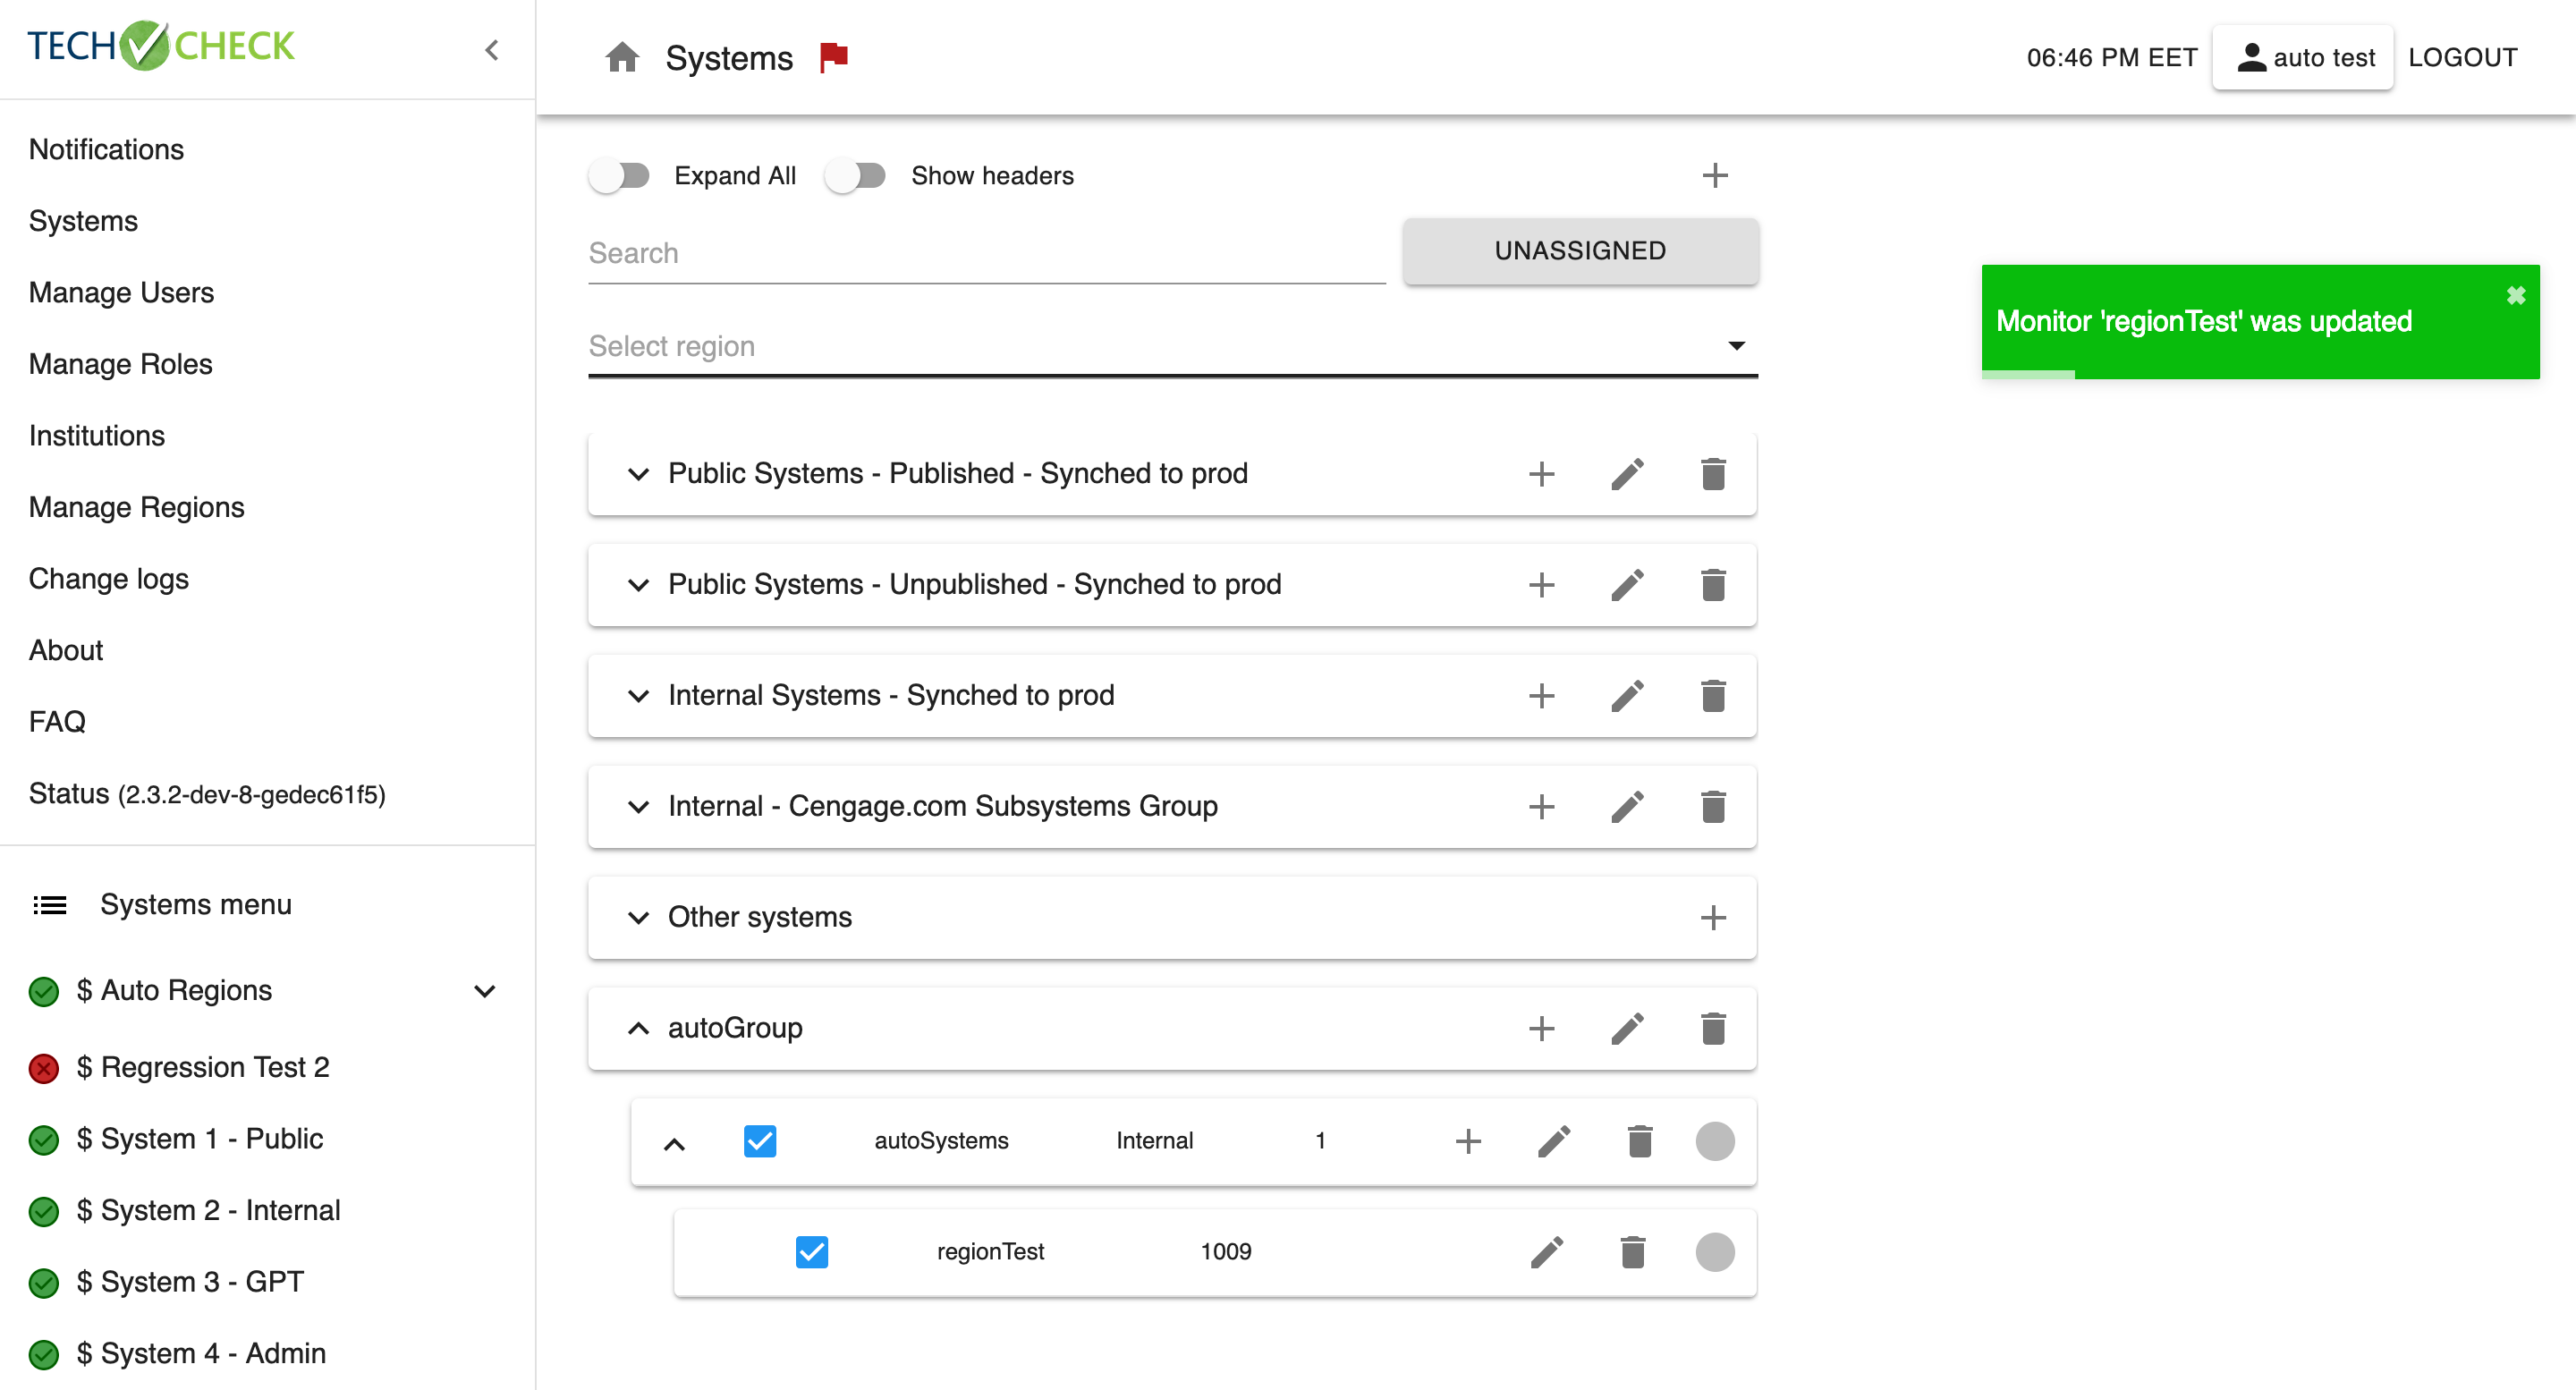 TECH CHECK
Notifications
Systems
Manage Users
Manage Roles
Institutions
Manage Regions
Change logs
About
FAQ
Status (2.3.2-dev-8-gedec61f5)
Systems menu
$ Auto Regions
$ Regression Test 2
$ System 1 - Public
$ System 2 - Internal
$ System 3 - GPT
$ System 4 - Admin
Systems
06:46 PM EET
auto test
LOGOUT
Expand All
Show headers
Search
UNASSIGNED
Select region
Monitor 'regionTest' was updated
Public Systems - Published - Synched to prod
Public Systems - Unpublished - Synched to prod
Internal Systems - Synched to prod
Internal - Cengage.com Subsystems Group
Other systems
autoGroup
autoSystems Internal 1
regionTest 1009